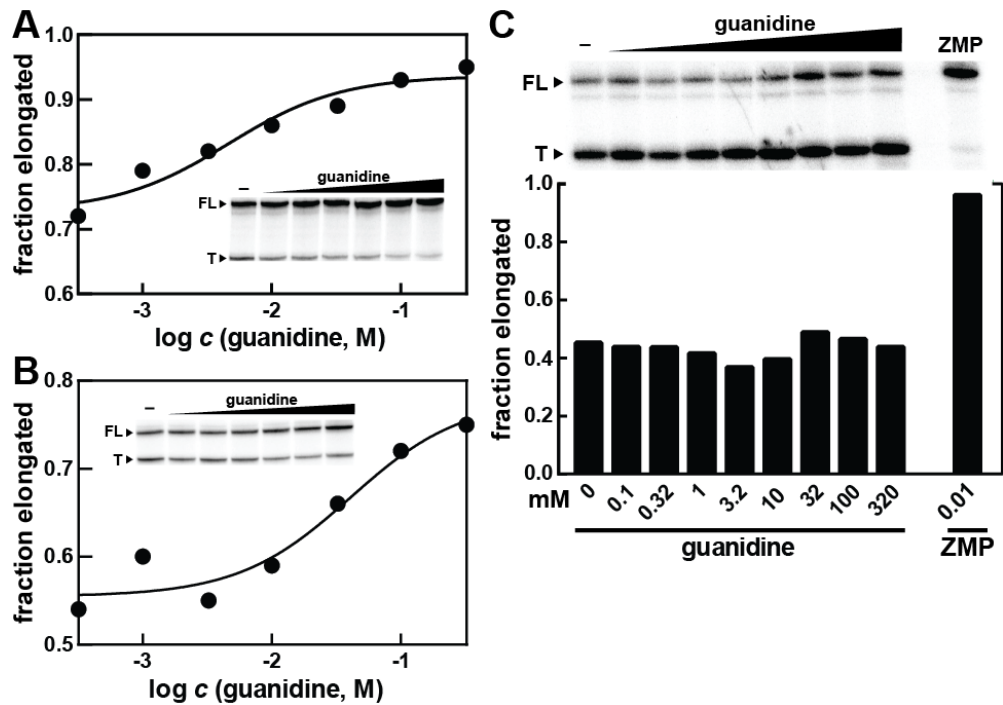 A
fraction elongated
1.0
0.9
0.8
0.7
0.6
– guanidine
FL
T
-3 -2 -1
log c (guanidine, M)
B
fraction elongated
0.8
0.7
0.6
0.5
– guanidine
FL
T
-3 -2 -1
log c (guanidine, M)
C
– guanidine ZMP
FL
T
fraction elongated
1.0
0.8
0.6
0.4
0.2
0.0
mM 0 0.1 0.32 1 3.2 10 32 100 320 0.01
guanidine ZMP